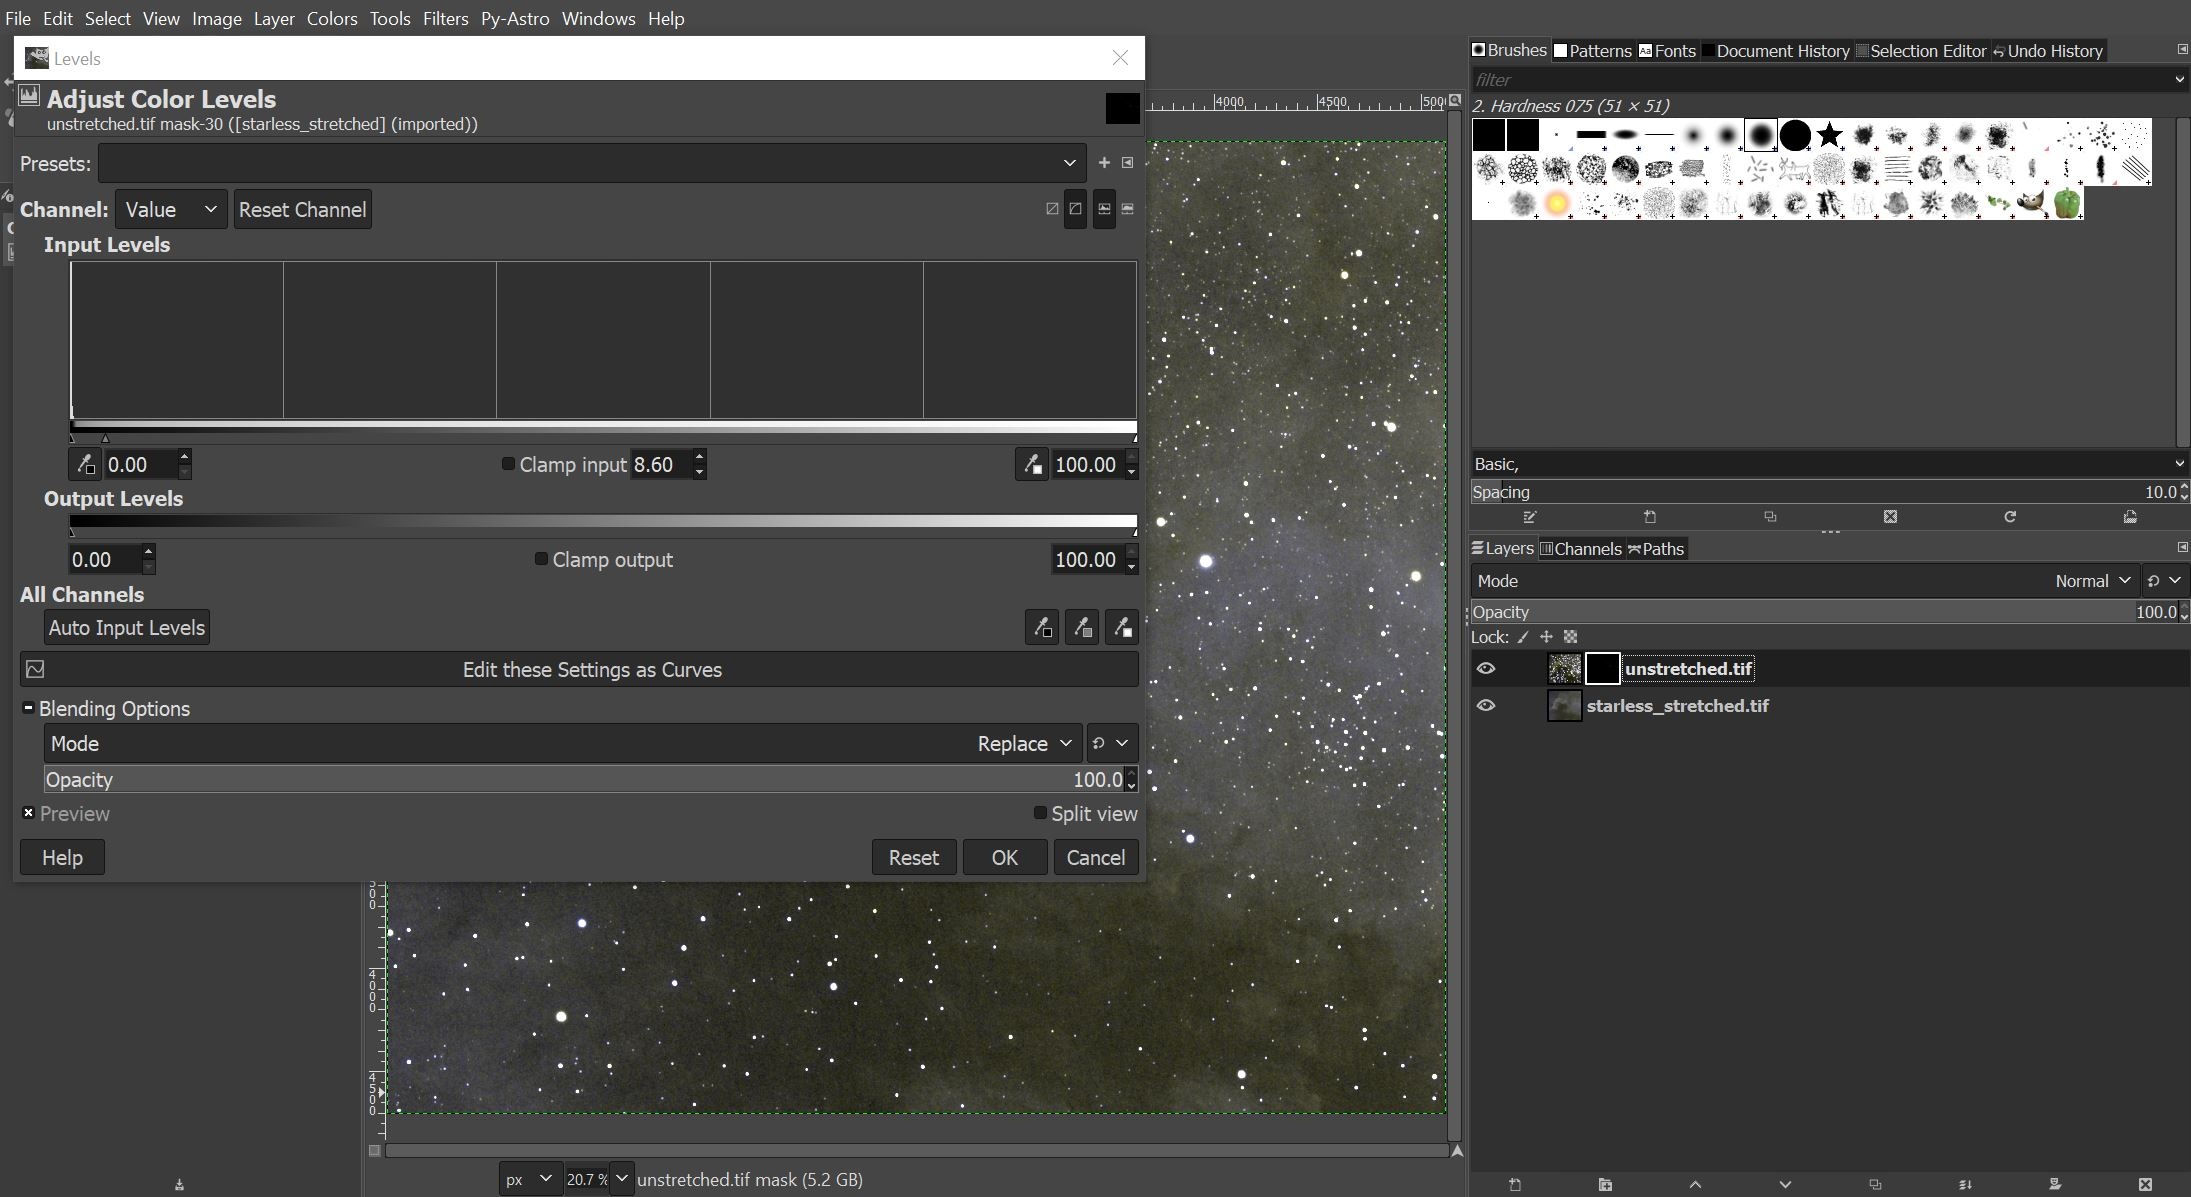 File Edit Select View Image Layer Colors Tools Filters Py-Astro Windows Help
Levels
Adjust Color Levels
unstretched.tif mask-30 ([starless_stretched] (imported))
Presets:
Channel: Value Reset Channel
Input Levels
0.00 Clamp input 8.60 100.00
Output Levels
0.00 Clamp output 100.00
All Channels
Auto Input Levels
Edit these Settings as Curves
Blending Options
Mode Replace
Opacity 100.0
Preview Split view
Help Reset OK Cancel
4000 4500 500
500
4000
4500
px 20.7 % unstretched.tif mask (5.2 GB)
Brushes Patterns Aa Fonts Document History Selection Editor Undo History
filter
2. Hardness 075 (51 × 51)
Basic,
Spacing 10.0
Layers Channels Paths
Mode Normal
Opacity 100.0
Lock:
unstretched.tif
starless_stretched.tif